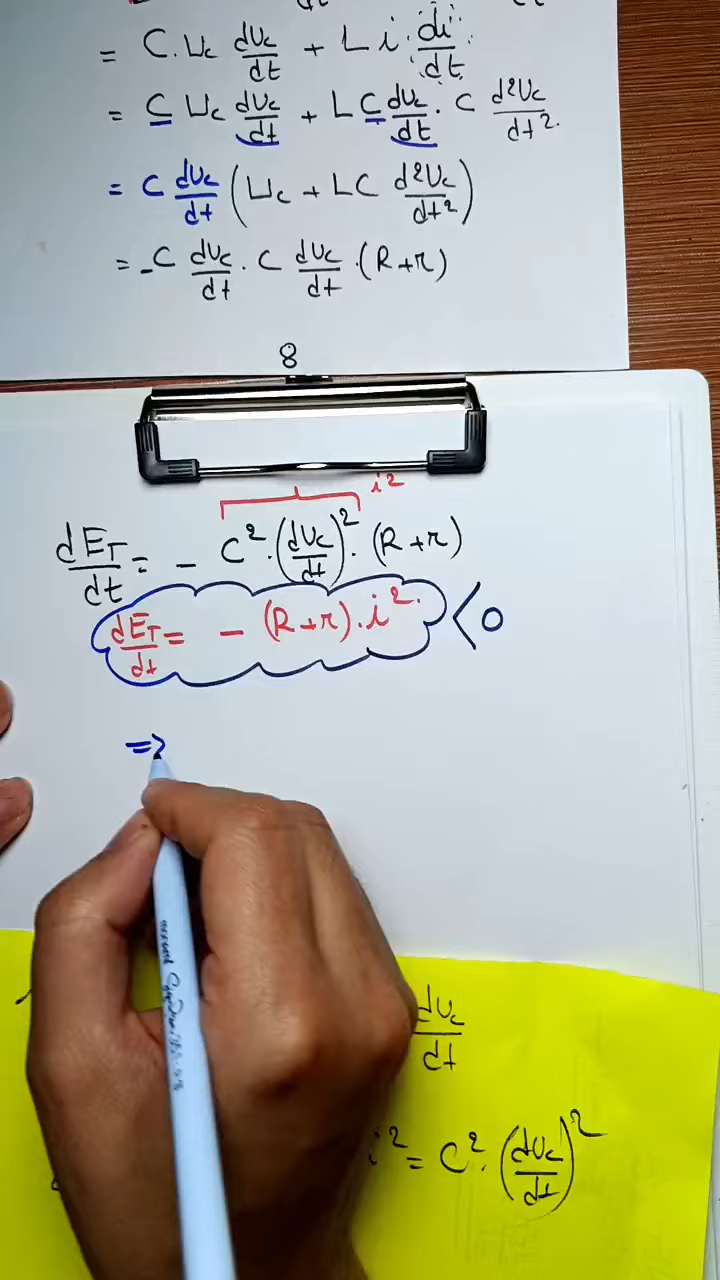 = C. Uc dUc/dt + L i . di/dt
= C Uc dUc/dt + L C dUc/dt . C d²Uc/dt².
= C dUc/dt (Uc + LC d²Uc/dt²)
= -C dUc/dt . C dUc/dt .(R+r)
8
i²
dET/dt = - C² . (dUc/dt)² . (R+r)
dET/dt = - (R+r) . i². < 0
=>
dUc/dt
i² = C² . (dUc/dt)²